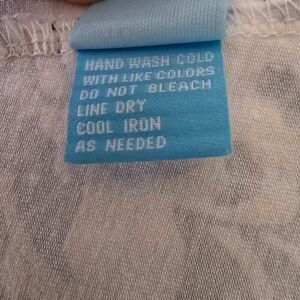 HAND WASH COLD
WITH LIKE COLORS
DO NOT BLEACH
LINE DRY
COOL IRON
AS NEEDED